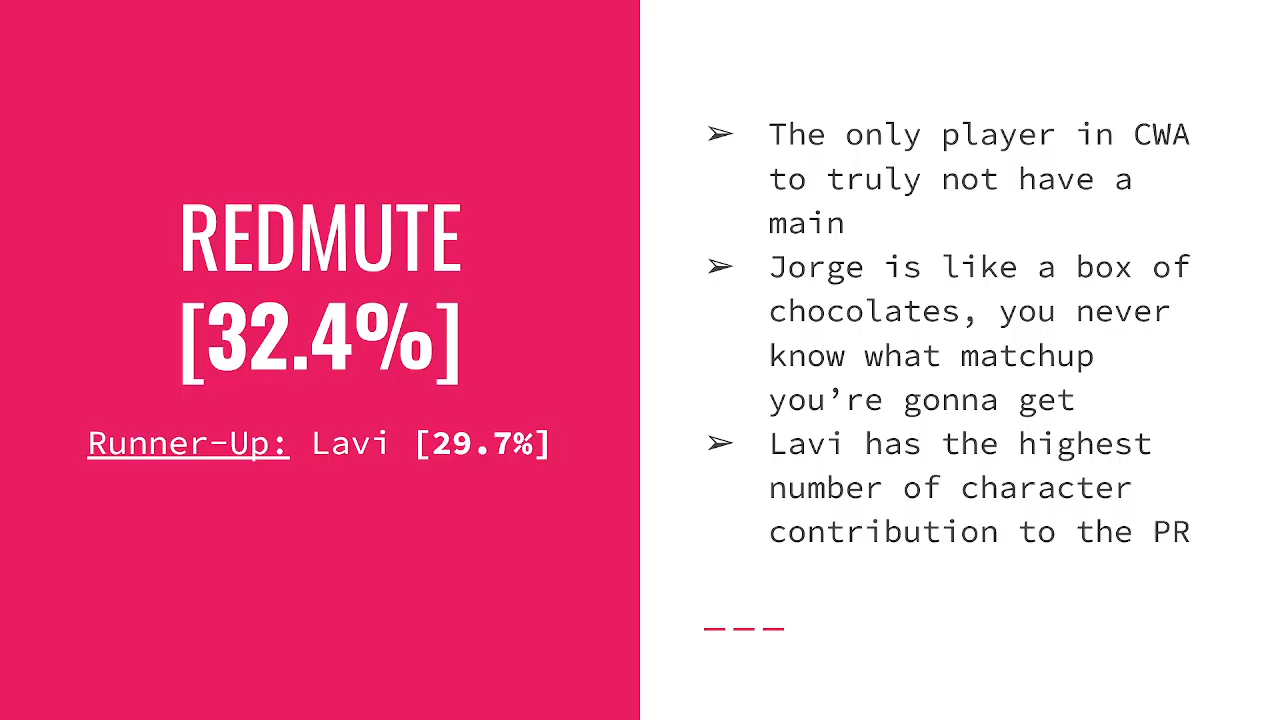 REDMUTE
[32.4%]
Runner-Up: Lavi [29.7%]
➢ The only player in CWA
to truly not have a
main
➢ Jorge is like a box of
chocolates, you never
know what matchup
you’re gonna get
➢ Lavi has the highest
number of character
contribution to the PR